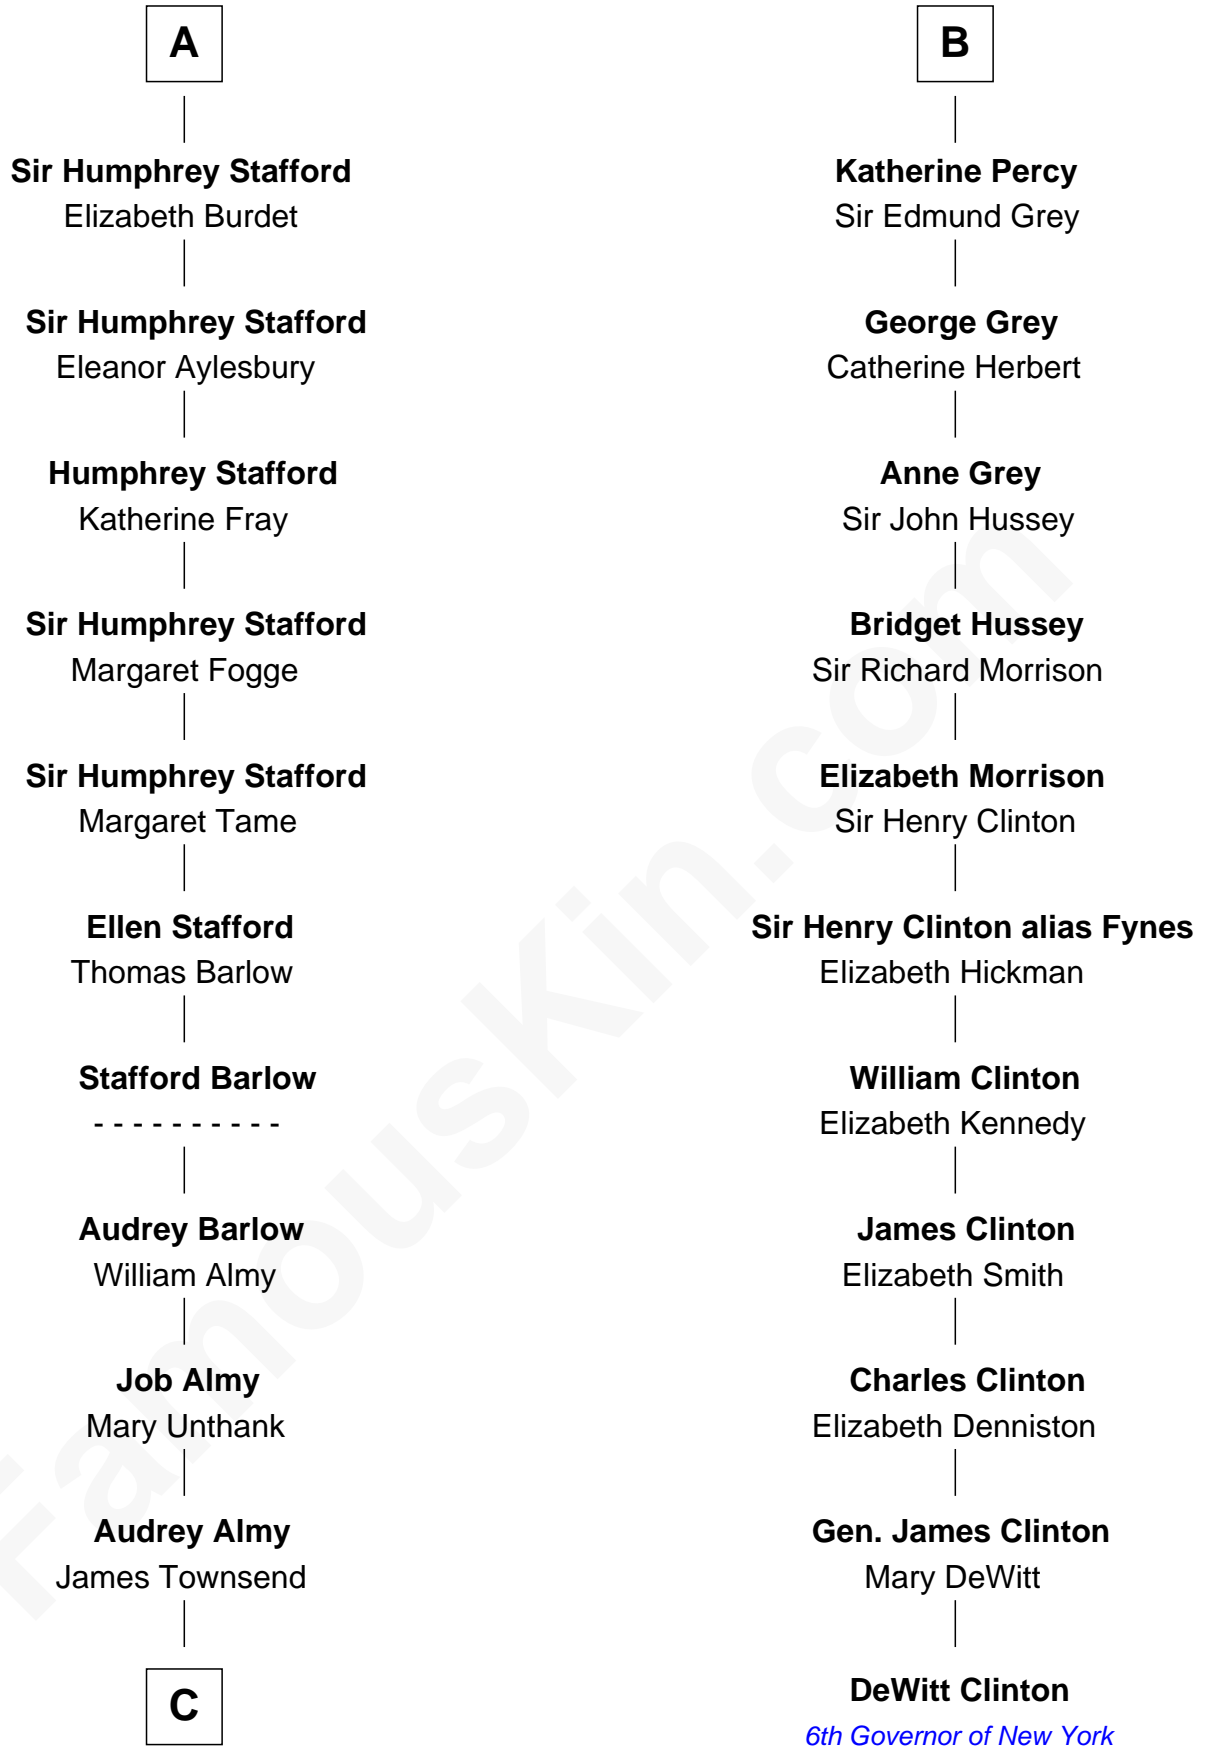 A
Sir Humphrey Stafford
Elizabeth Burdet
Sir Humphrey Stafford
Eleanor Aylesbury
Humphrey Stafford
Katherine Fray
Sir Humphrey Stafford
Margaret Fogge
Sir Humphrey Stafford
Margaret Tame
Ellen Stafford
Thomas Barlow
Stafford Barlow
- - - - - - - - - -
Audrey Barlow
William Almy
Job Almy
Mary Unthank
Audrey Almy
James Townsend
C
B
Katherine Percy
Sir Edmund Grey
George Grey
Catherine Herbert
Anne Grey
Sir John Hussey
Bridget Hussey
Sir Richard Morrison
Elizabeth Morrison
Sir Henry Clinton
Sir Henry Clinton alias Fynes
Elizabeth Hickman
William Clinton
Elizabeth Kennedy
James Clinton
Elizabeth Smith
Charles Clinton
Elizabeth Denniston
Gen. James Clinton
Mary DeWitt
DeWitt Clinton
6th Governor of New York
FamousKin.com